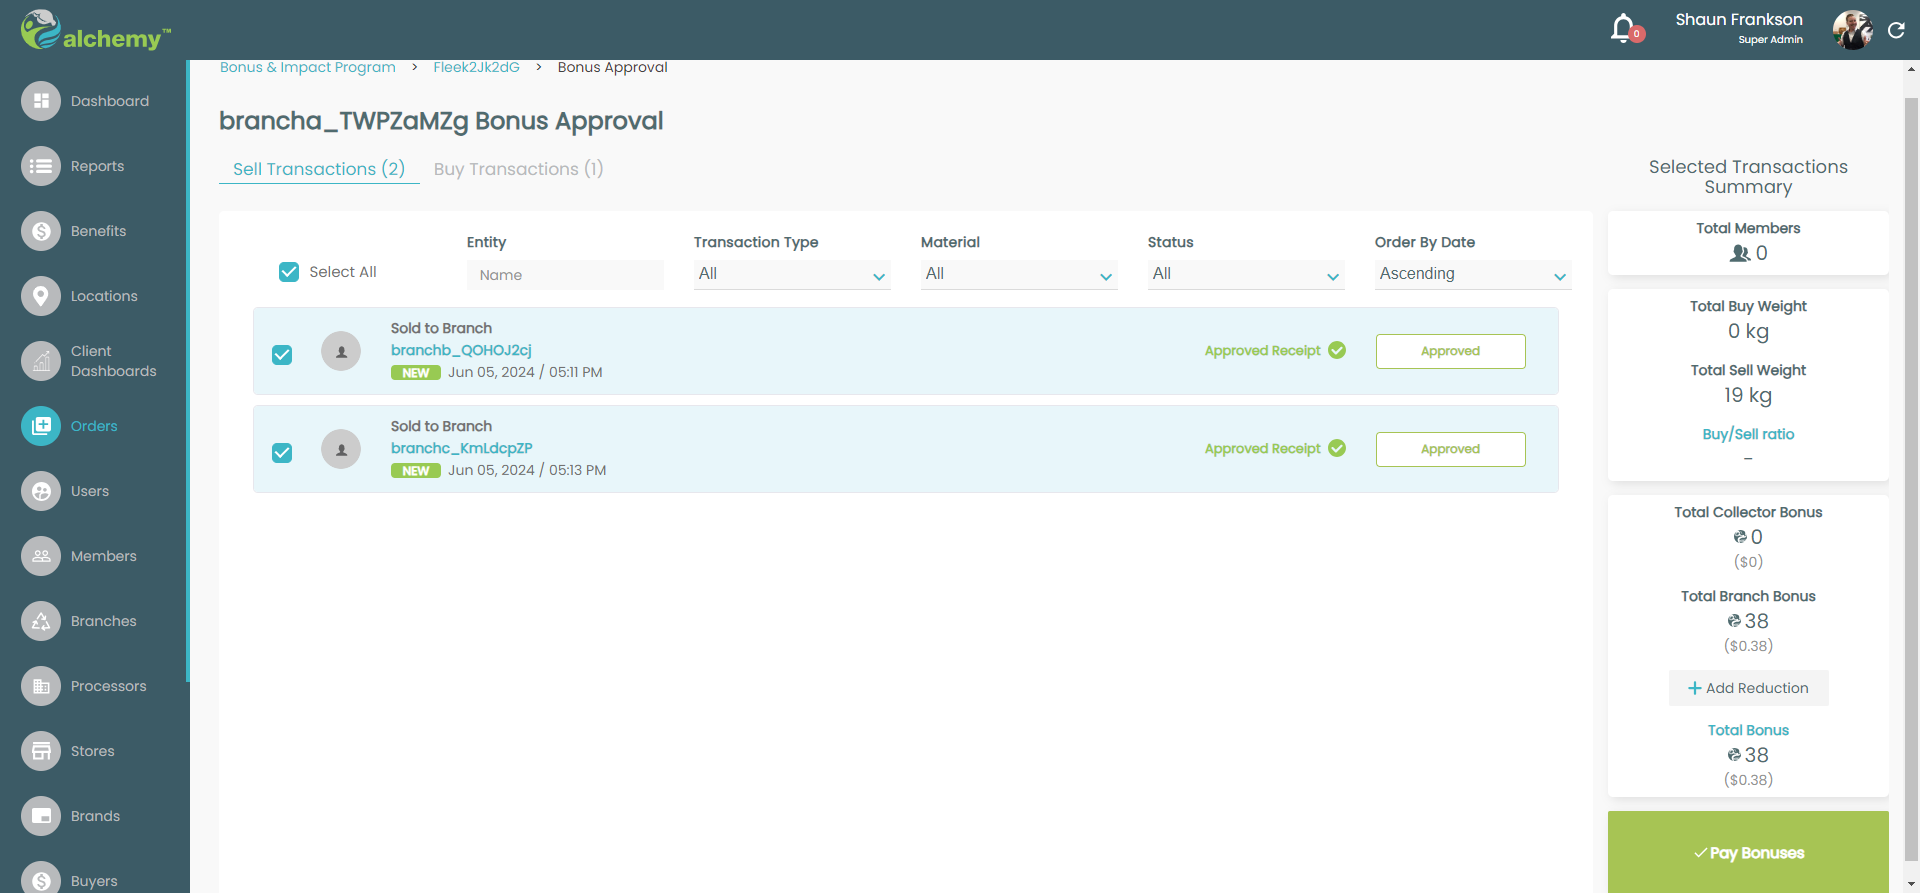 alchemy™
0
Shaun Frankson
Super Admin
Dashboard
Reports
Benefits
Locations
Client
Dashboards
Orders
Users
Members
Branches
Processors
Stores
Brands
Buyers
Bonus & Impact Program > Fleek2Jk2dG > Bonus Approval
brancha_TWPZaMZg Bonus Approval
Sell Transactions (2) Buy Transactions (1)
Select All
Entity
Name
Transaction Type
All
Material
All
Status
All
Order By Date
Ascending
Sold to Branch
branchb_QOHOJ2cj
NEW Jun 05, 2024 / 05:11 PM
Approved Receipt
Approved
Sold to Branch
branchc_KmLdcpZP
NEW Jun 05, 2024 / 05:13 PM
Approved Receipt
Approved
Selected Transactions
Summary
Total Members
0
Total Buy Weight
0 kg
Total Sell Weight
19 kg
Buy/Sell ratio
–
Total Collector Bonus
0
($0)
Total Branch Bonus
38
($0.38)
+ Add Reduction
Total Bonus
38
($0.38)
Pay Bonuses